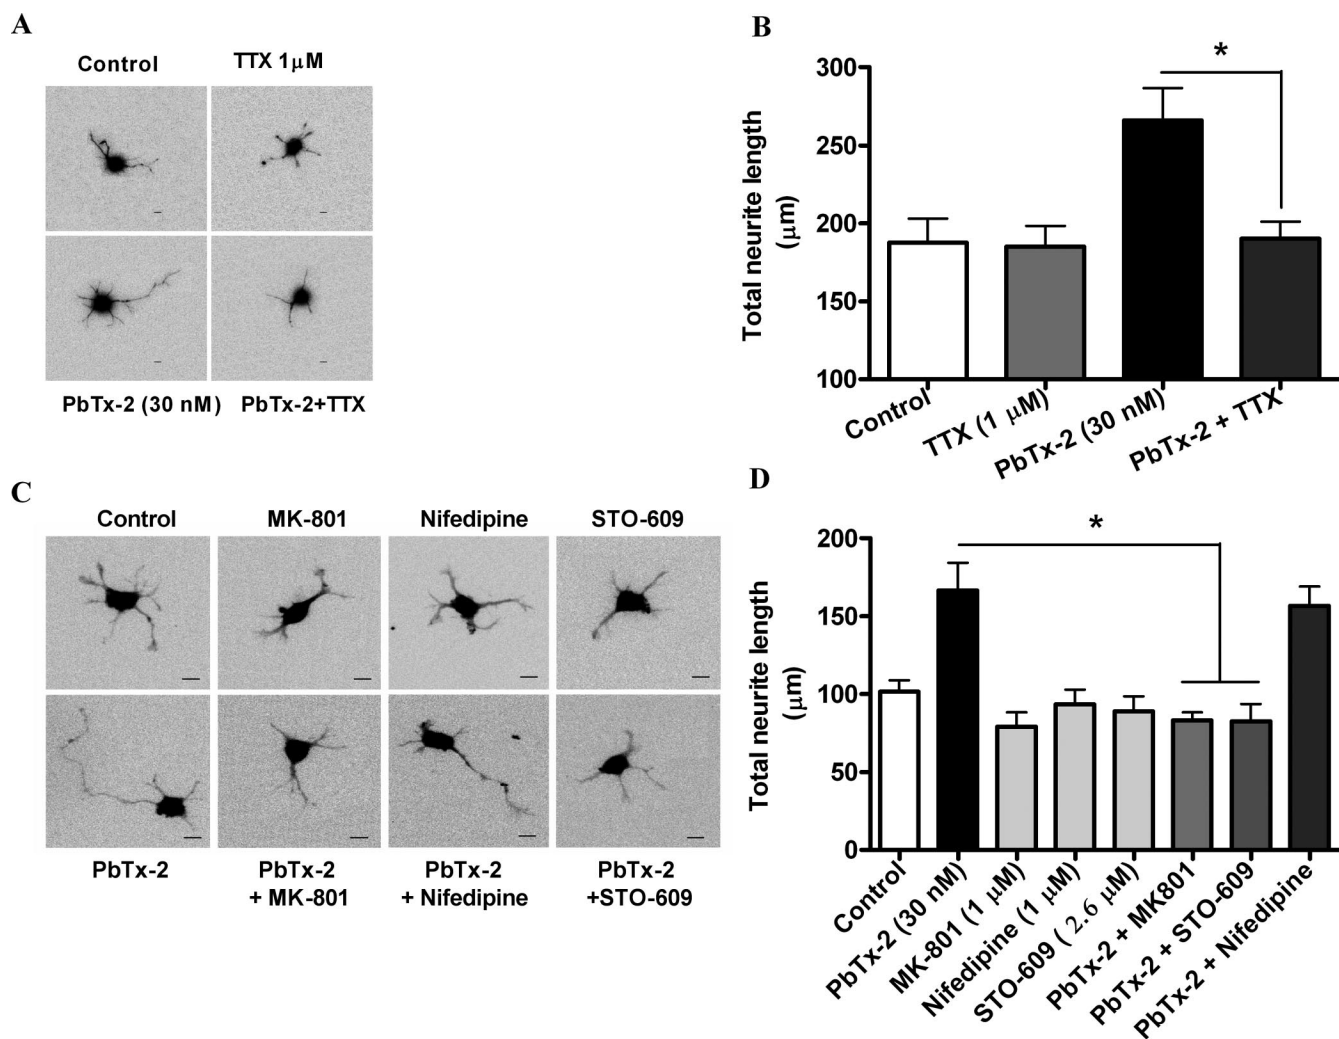 A
Control TTX 1μM
PbTx-2 (30 nM) PbTx-2+TTX
B
Total neurite length
(μm)
300
250
200
150
100
Control
TTX (1 μM)
PbTx-2 (30 nM)
PbTx-2 + TTX
*
C
Control MK-801 Nifedipine STO-609
PbTx-2 PbTx-2 PbTx-2 PbTx-2
+ MK-801 + Nifedipine +STO-609
D
Total neurite length
(μm)
200
150
100
50
0
Control
PbTx-2 (30 nM)
MK-801 (1 μM)
Nifedipine (1 μM)
STO-609 ( 2.6 μM)
PbTx-2 + MK801
PbTx-2 + STO-609
PbTx-2 + Nifedipine
*